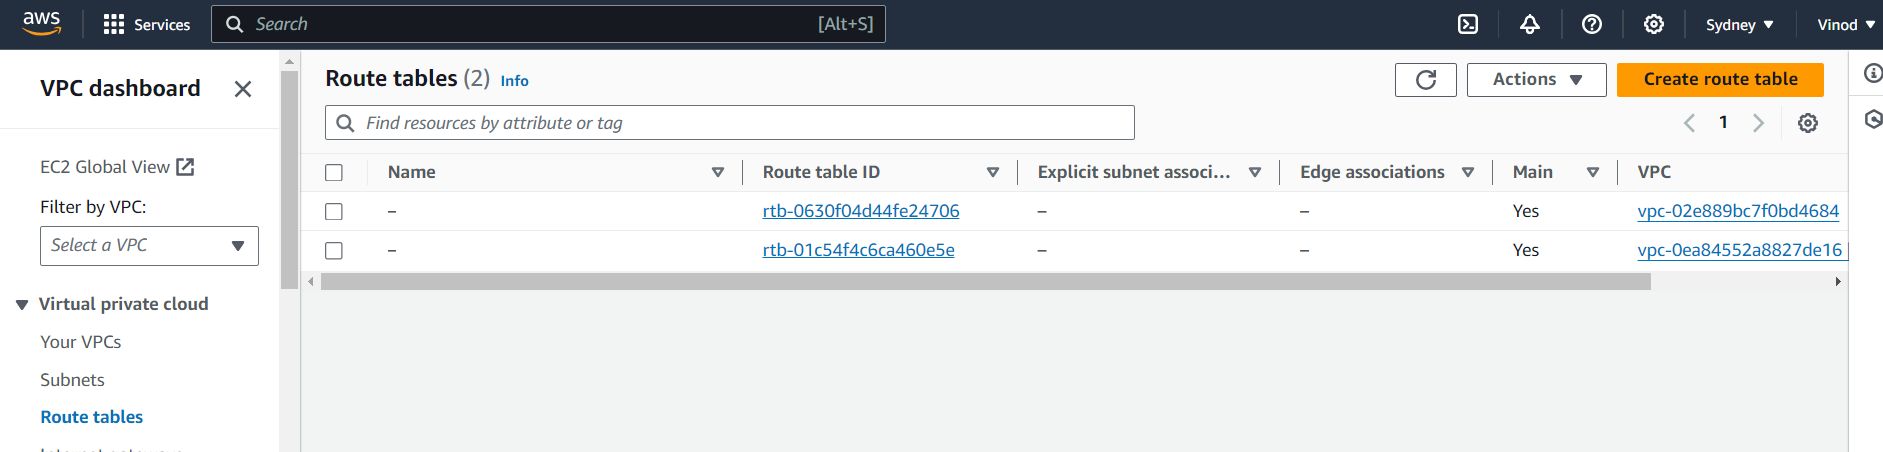 aws Services Search [Alt+S] Sydney Vinod
VPC dashboard
EC2 Global View
Filter by VPC:
Select a VPC
Virtual private cloud
Your VPCs
Subnets
Route tables
Route tables (2) Info
Actions
Create route table
Find resources by attribute or tag
1
Name Route table ID Explicit subnet associ... Edge associations Main VPC
– rtb-0630f04d44fe24706 – – Yes vpc-02e889bc7f0bd4684
– rtb-01c54f4c6ca460e5e – – Yes vpc-0ea84552a8827de16